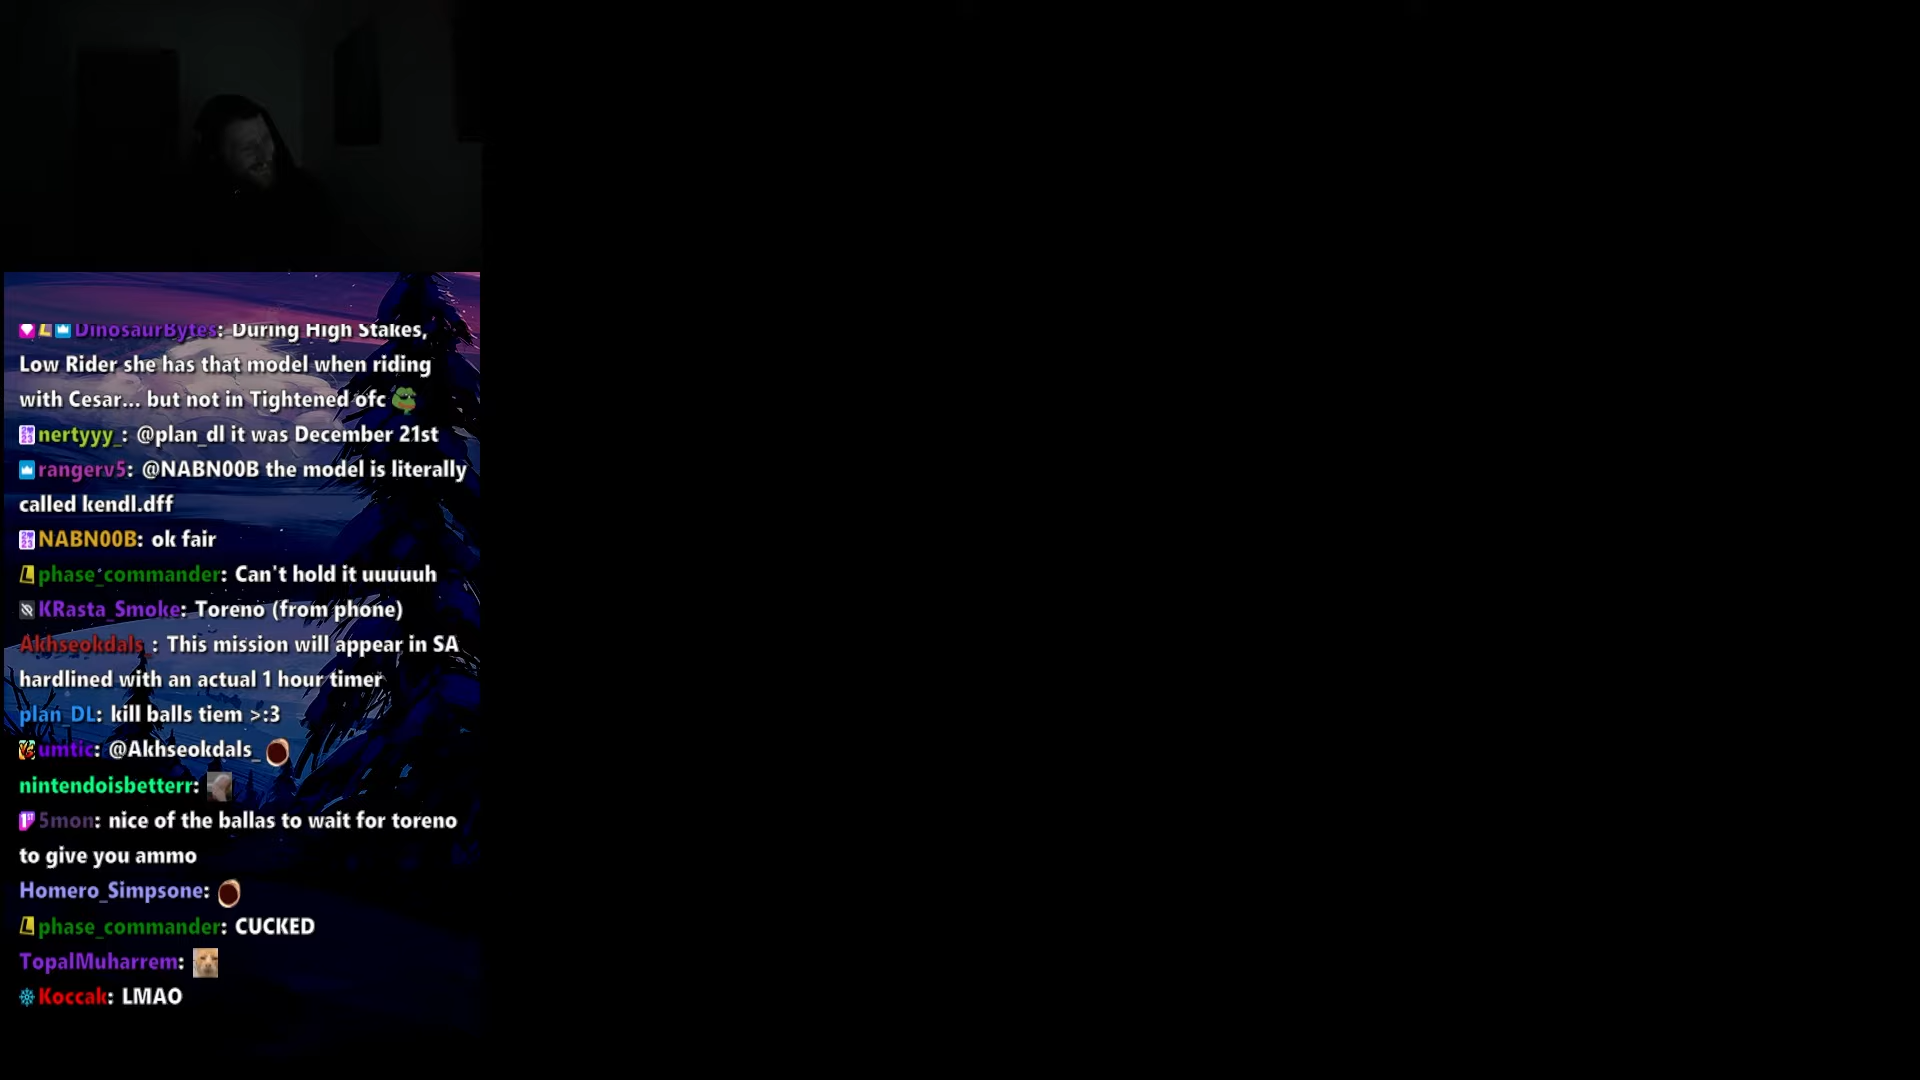 DinosaurBytes: During High Stakes,
Low Rider she has that model when riding
with Cesar... but not in Tightened ofc
nertyyy_: @plan_dl it was December 21st
rangerv5: @NABN00B the model is literally
called kendl.dff
NABN00B: ok fair
phase_commander: Can't hold it uuuuuh
KRasta_Smoke: Toreno (from phone)
Akhseokdals_: This mission will appear in SA
hardlined with an actual 1 hour timer
plan_DL: kill balls tiem >:3
umtic: @Akhseokdals_
nintendoisbetterr:
5mon: nice of the ballas to wait for toreno
to give you ammo
Homero_Simpsone:
phase_commander: CUCKED
TopalMuharrem:
Koccak: LMAO